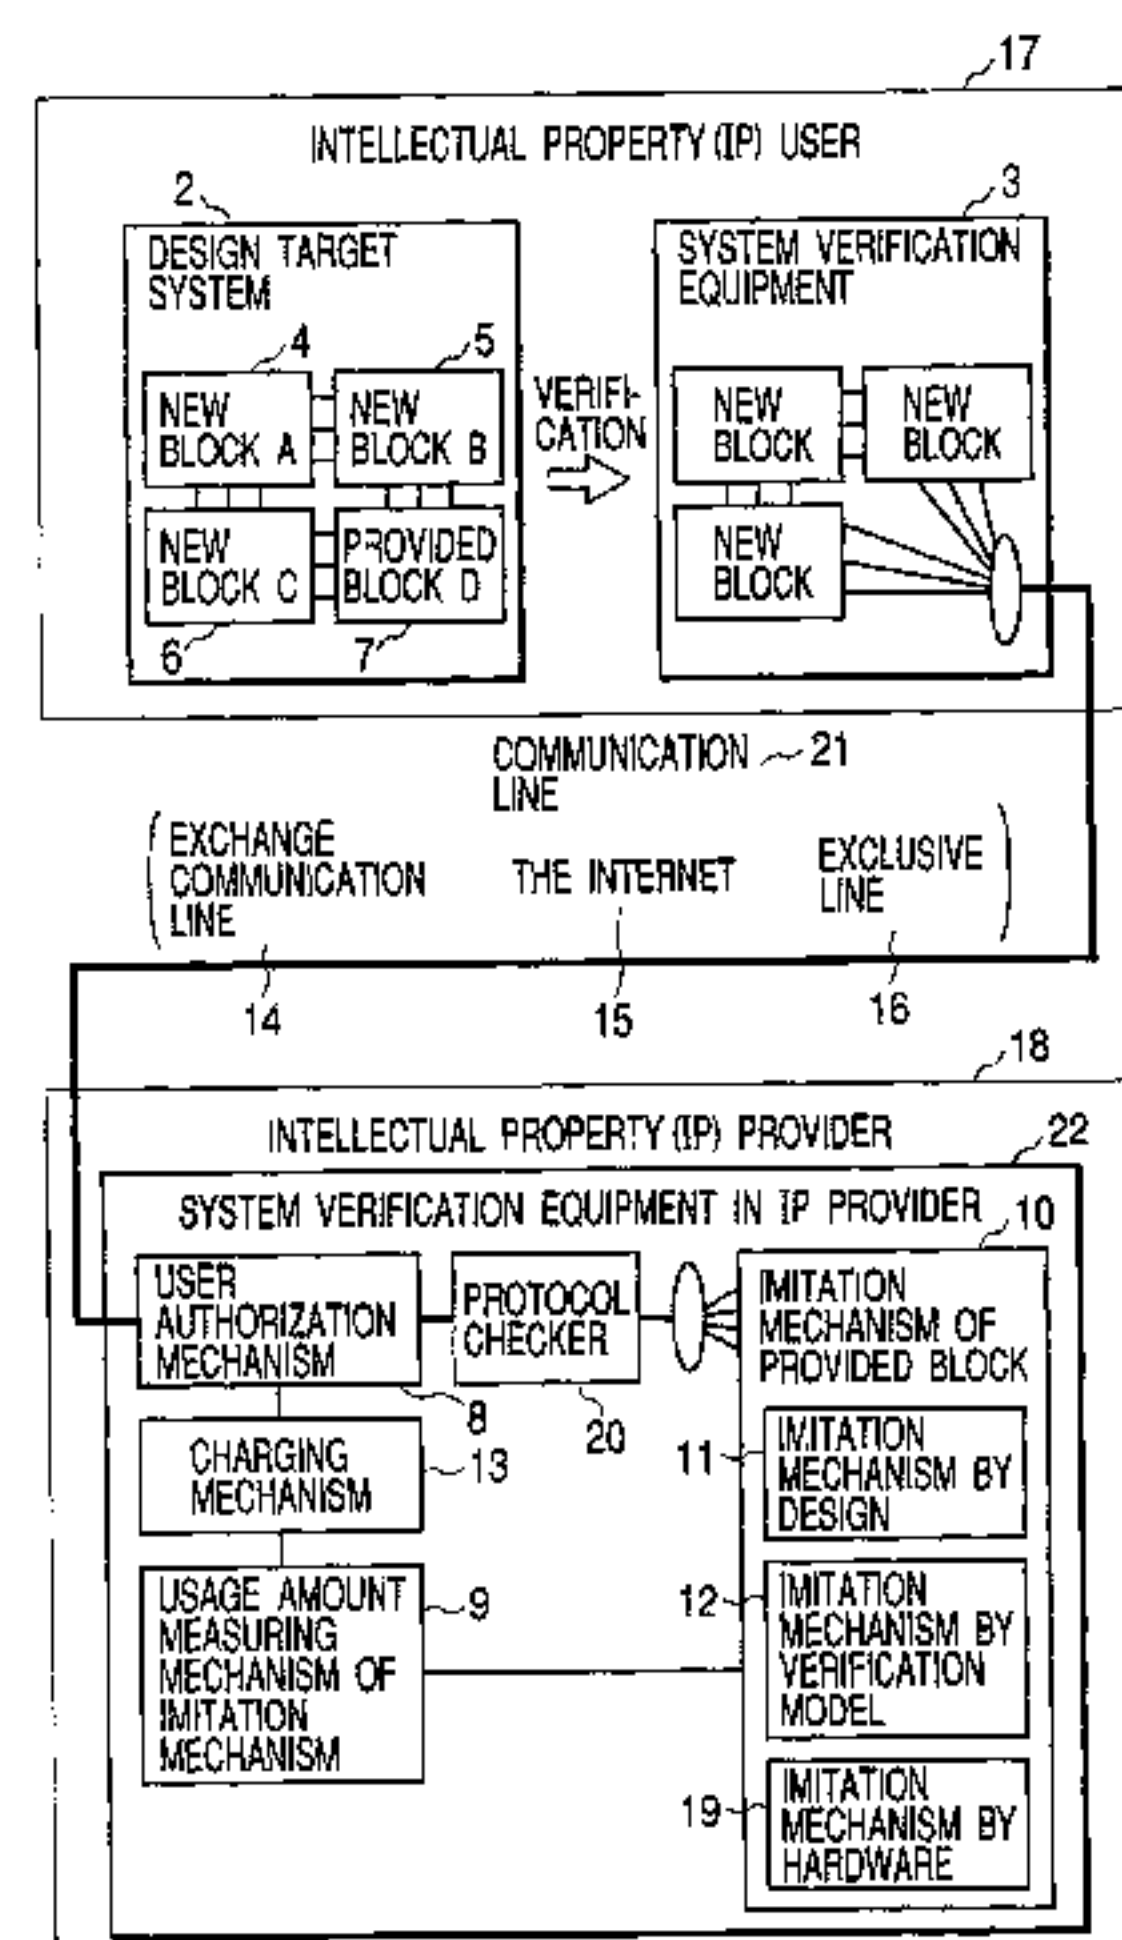 17
INTELLECTUAL PROPERTY (IP) USER
2
DESIGN TARGET
SYSTEM
4
5
NEW
BLOCK A
NEW
BLOCK B
NEW
BLOCK C
PROVIDED
BLOCK D
6
7
VERIFI-
CATION
3
SYSTEM VERIFICATION
EQUIPMENT
NEW
BLOCK
NEW
BLOCK
NEW
BLOCK
COMMUNICATION
LINE
21
EXCHANGE
COMMUNICATION
LINE
THE INTERNET
EXCLUSIVE
LINE
14
15
16
18
INTELLECTUAL PROPERTY (IP) PROVIDER
22
SYSTEM VERIFICATION EQUIPMENT IN IP PROVIDER
10
USER
AUTHORIZATION
MECHANISM
8
PROTOCOL
CHECKER
20
IMITATION
MECHANISM OF
PROVIDED BLOCK
CHARGING
MECHANISM
13
11
IMITATION
MECHANISM BY
DESIGN
USAGE AMOUNT
MEASURING
MECHANISM OF
IMITATION
MECHANISM
9
12
IMITATION
MECHANISM BY
VERIFICATION
MODEL
19
IMITATION
MECHANISM BY
HARDWARE